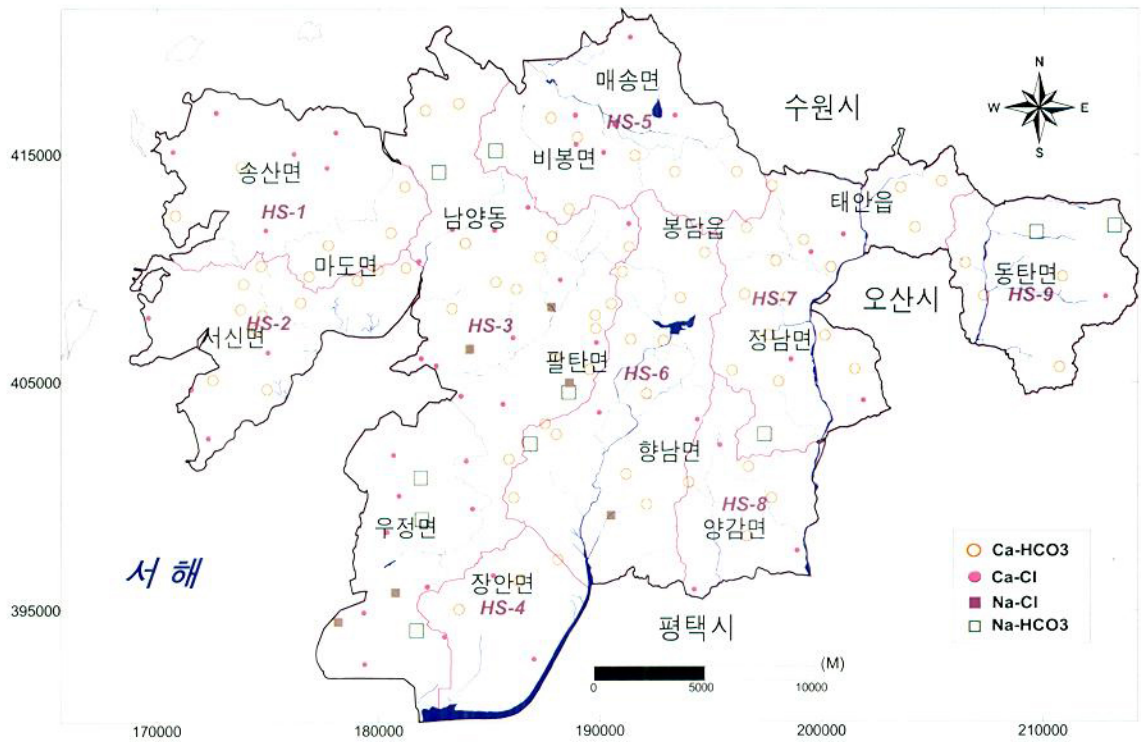 매송면
수원시
N
W E
S
HS-5
415000
비봉면
송산면
태안읍
HS-1
남양동
봉담읍
마도면
동탄면
오산시
HS-7
HS-9
HS-2
HS-3
서신면
정남면
팔탄면
HS-6
405000
향남면
HS-8
우정면
양감면
Ca-HCO3
서 해
장안면
Ca-Cl
HS-4
Na-Cl
395000
평택시
Na-HCO3
(M)
0 5000 10000
170000 180000 190000 200000 210000